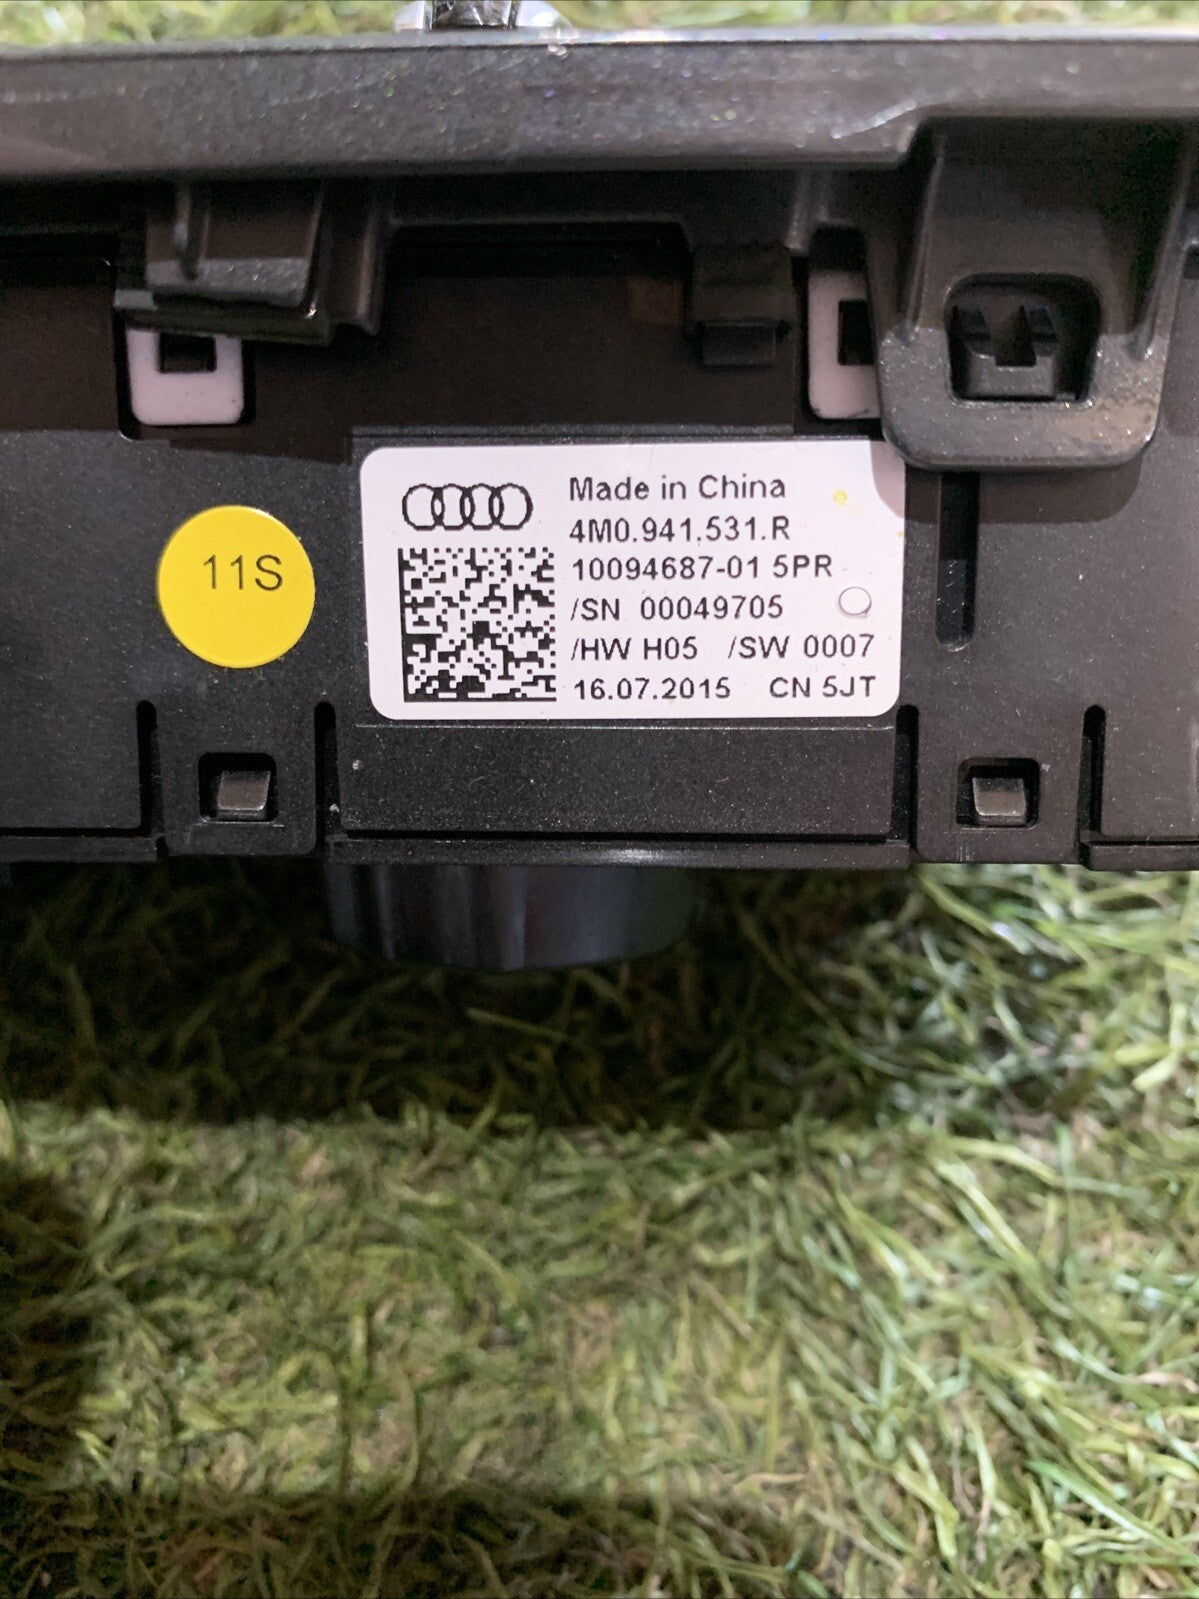 Made in China
4M0.941.531.R
10094687-01 5PR
/SN 00049705
/HW H05 /SW 0007
16.07.2015 CN 5JT
11S